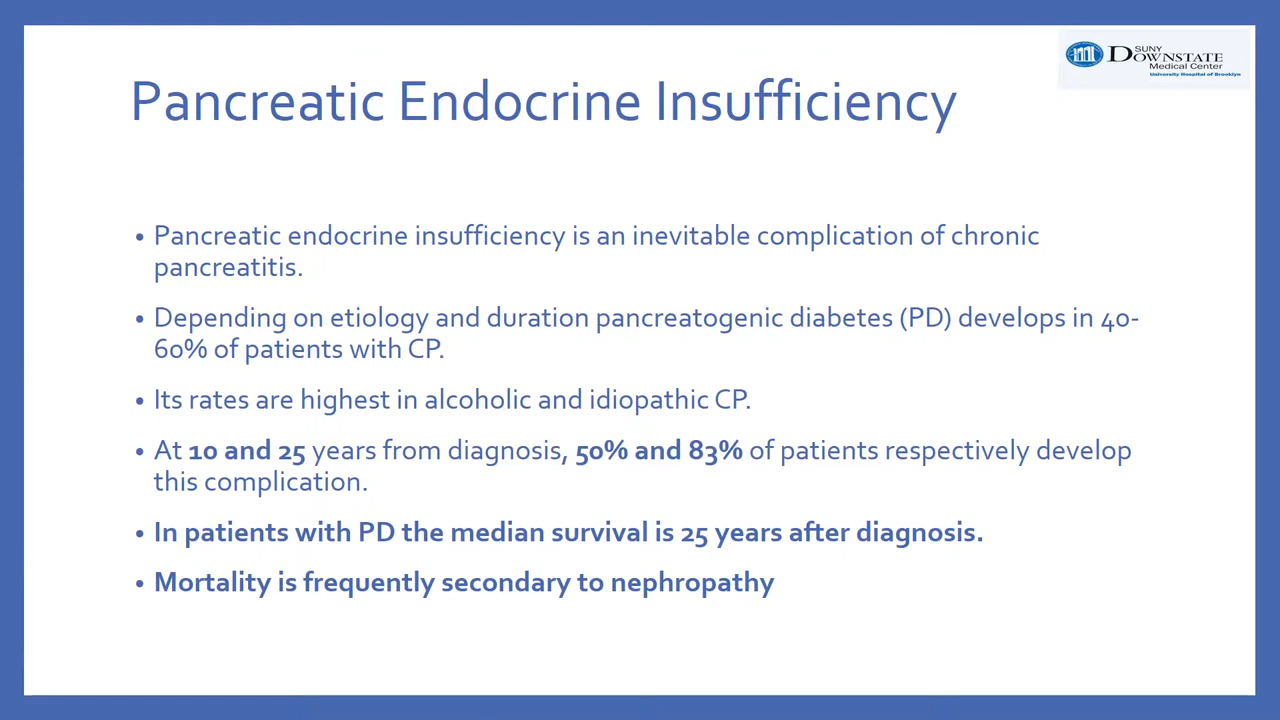 SUNY
DOWNSTATE
Medical Center
University Hospital of Brooklyn
Pancreatic Endocrine Insufficiency
• Pancreatic endocrine insufficiency is an inevitable complication of chronic
pancreatitis.
• Depending on etiology and duration pancreatogenic diabetes (PD) develops in 40-
60% of patients with CP.
• Its rates are highest in alcoholic and idiopathic CP.
• At 10 and 25 years from diagnosis, 50% and 83% of patients respectively develop
this complication.
• In patients with PD the median survival is 25 years after diagnosis.
• Mortality is frequently secondary to nephropathy